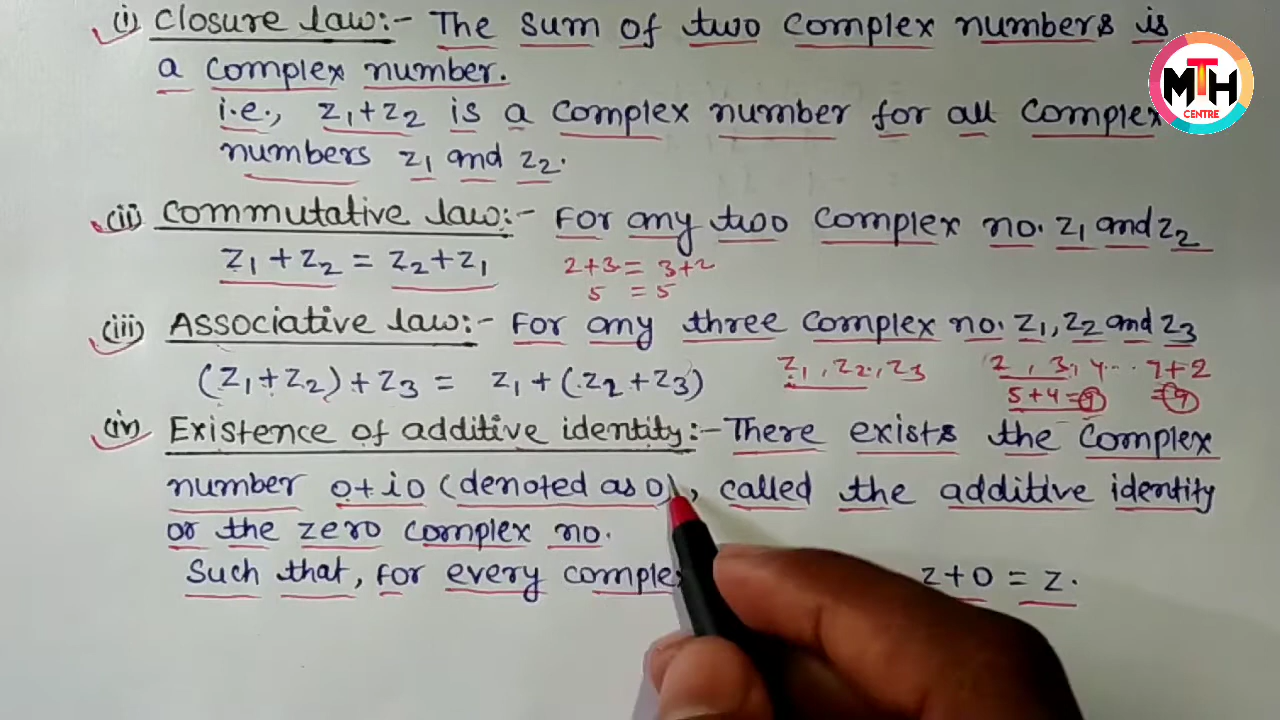 (i) Closure law:- The sum of two complex numbers is
a complex number.
MTH
CENTRE
i.e., z1+z2 is a complex number for all complex
numbers z1 and z2.
(ii) Commutative law:- For any two complex no. z1 and z2
z1+z2 = z2+z1
2+3 = 3+2
5 = 5
(iii) Associative law:- For any three complex no. z1, z2 and z3
(z1+z2)+z3 = z1+(z2+z3)
z1, z2, z3
2, 3, 4..
5+4=9
7+2
=9
(iv) Existence of additive identity:- There exists the complex
number 0+i0 (denoted as 0), called the additive identity
or the zero complex no.
Such that, for every z+0 = z.